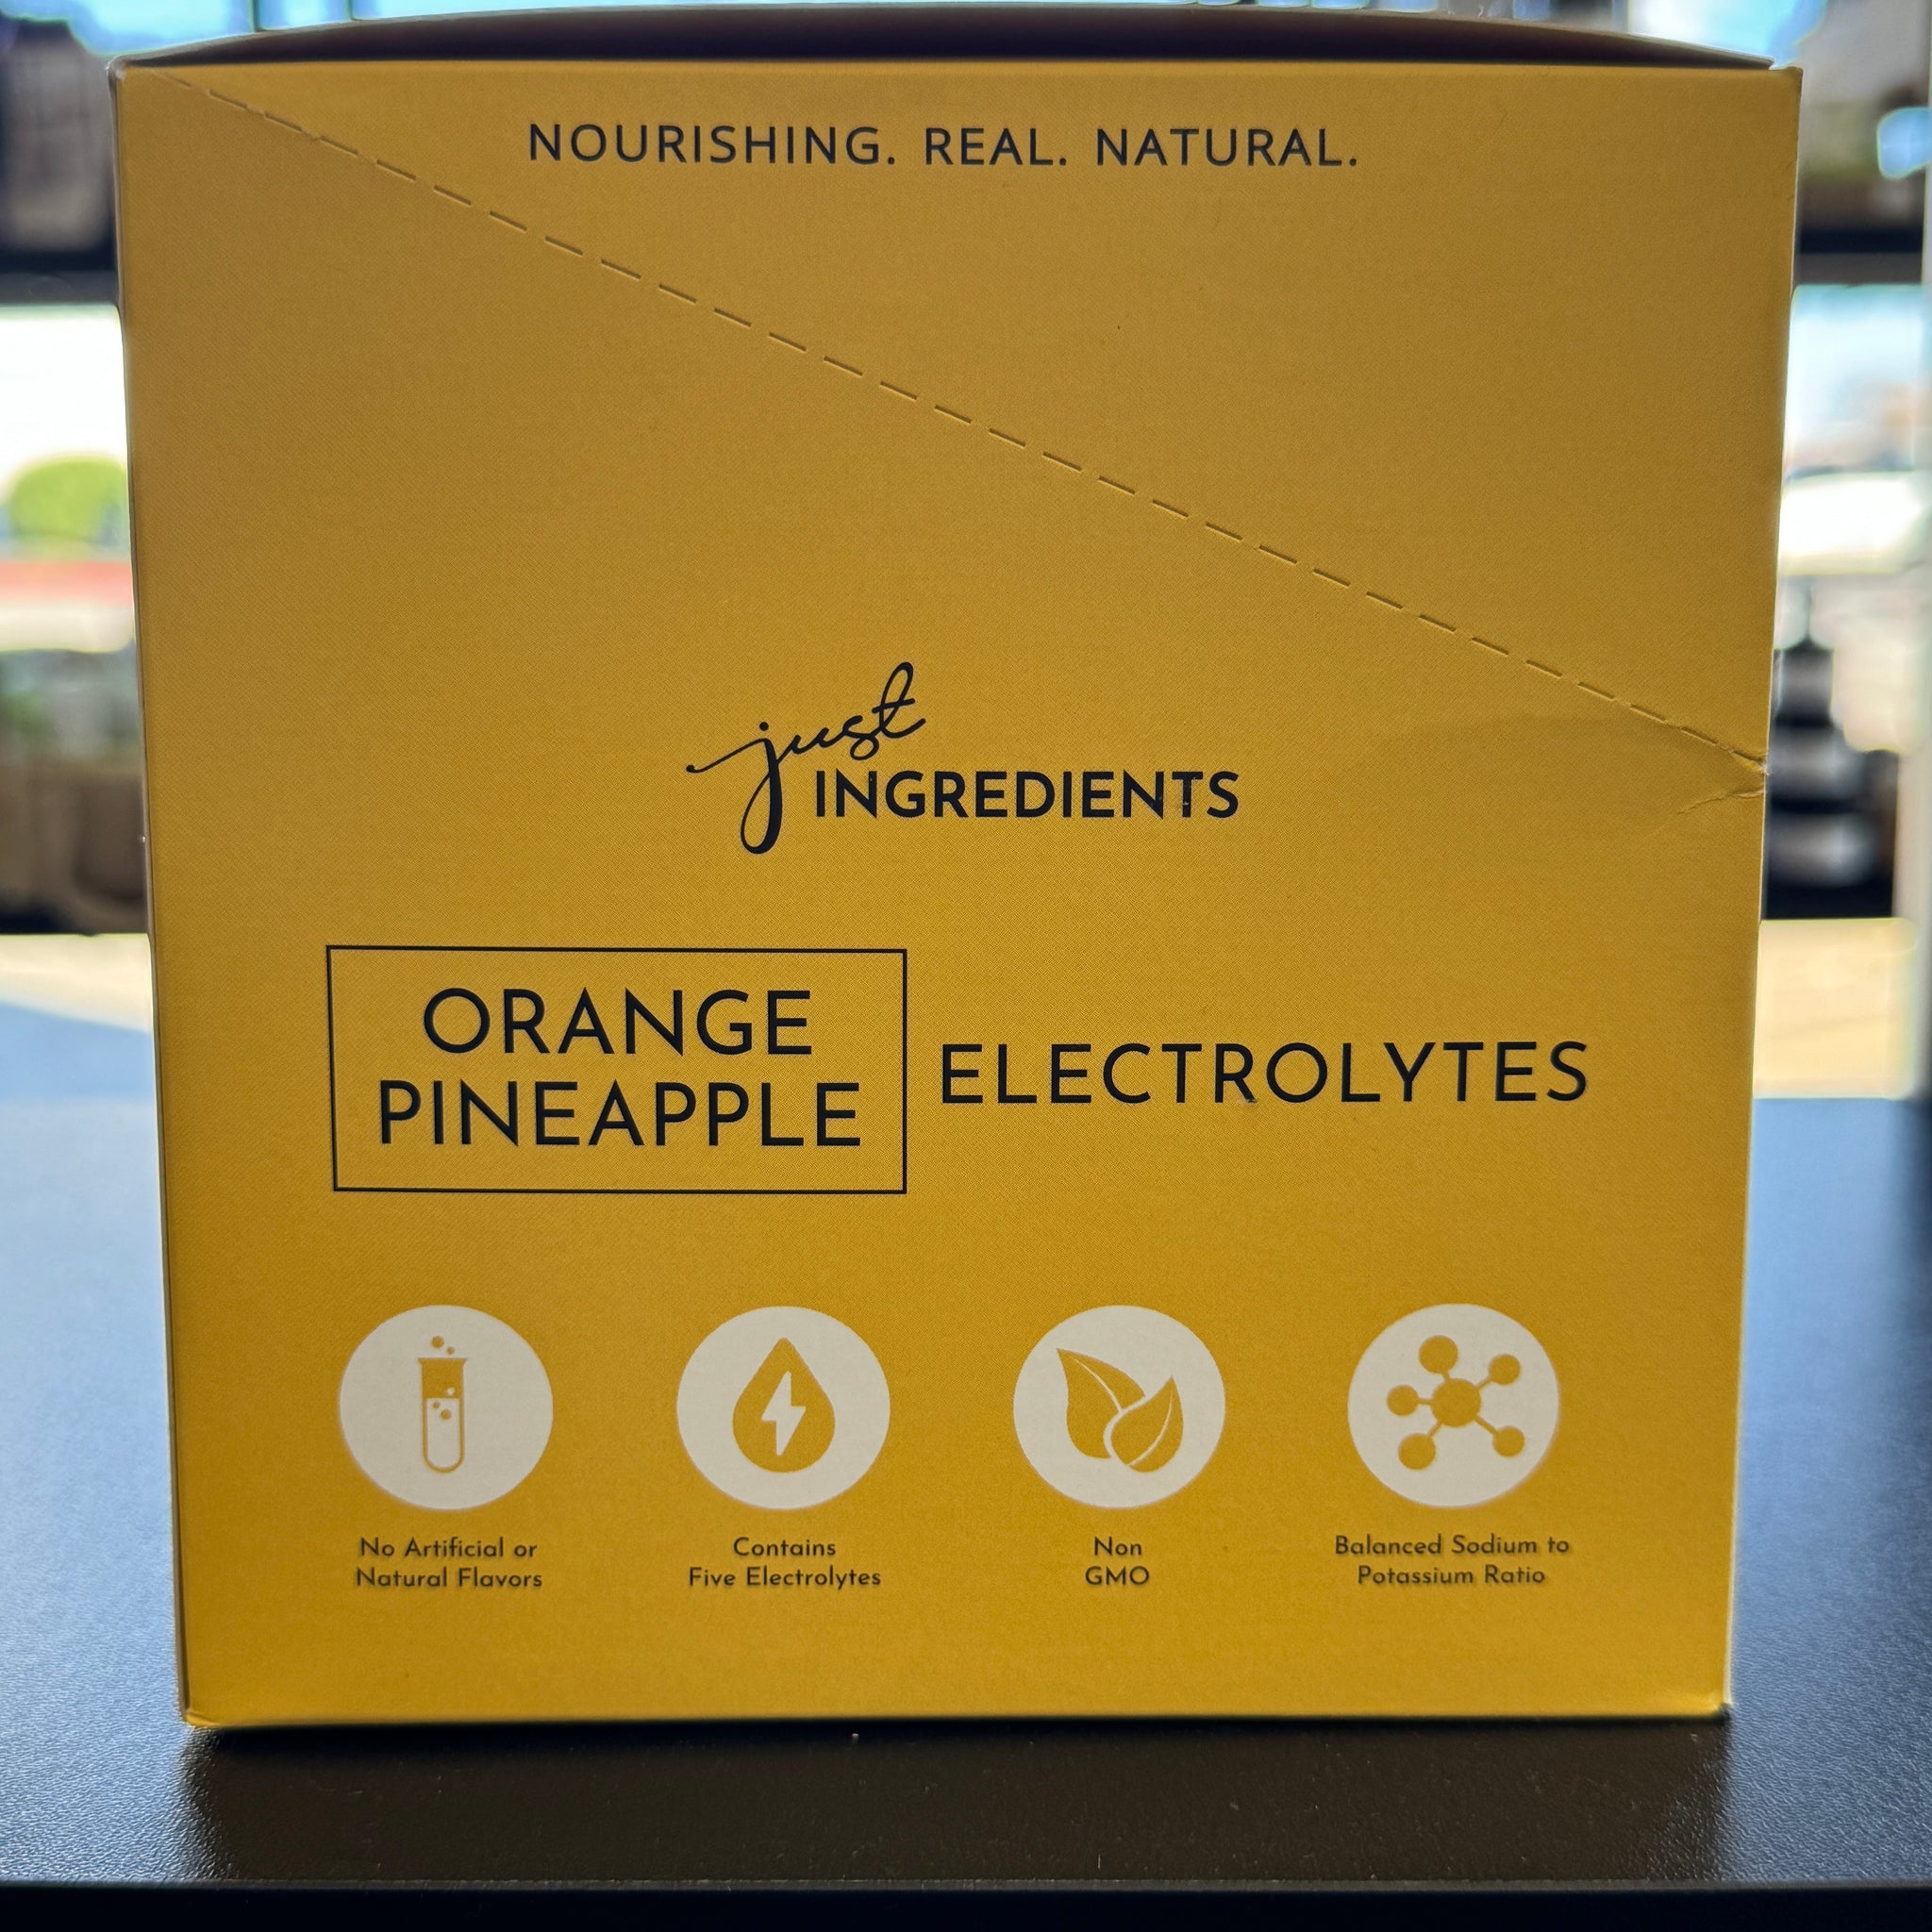 NOURISHING. REAL. NATURAL.
just
INGREDIENTS
ORANGE
PINEAPPLE
ELECTROLYTES
No Artificial or
Natural Flavors
Contains
Five Electrolytes
Non
GMO
Balanced Sodium to
Potassium Ratio